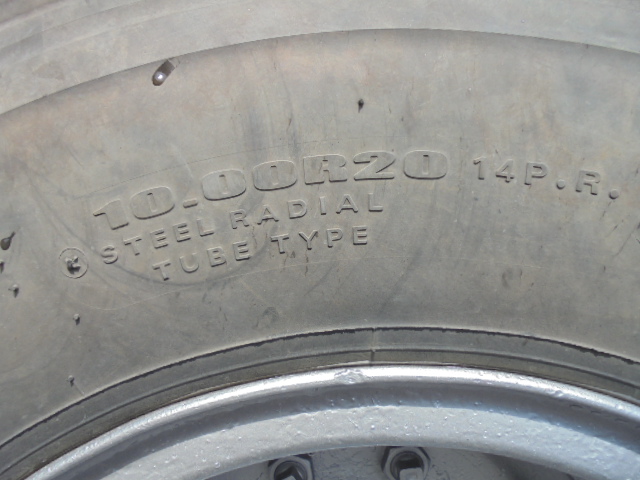 10.00R20 14P.R.
STEEL RADIAL
TUBE TYPE